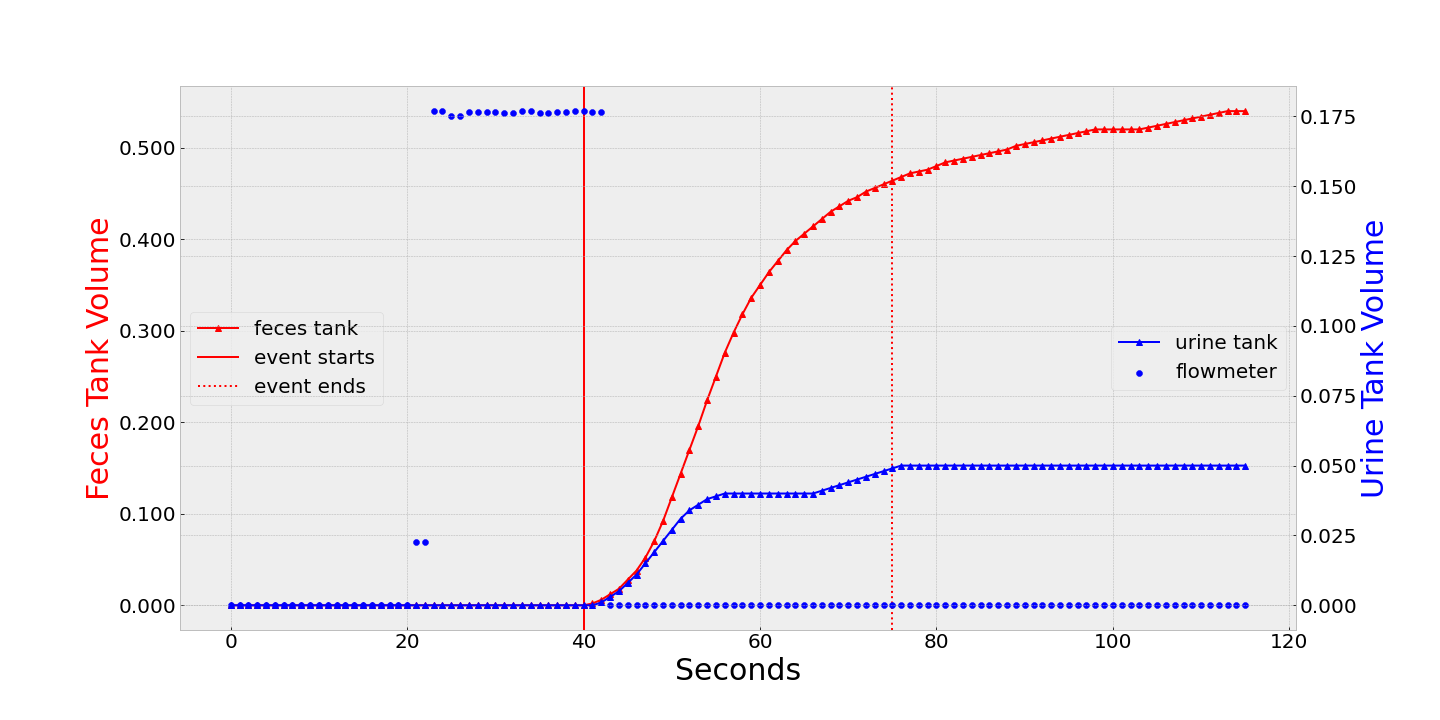 0.500
0.400
0.300
0.200
0.100
0.000
Feces Tank Volume
feces tank
event starts
event ends
urine tank
flowmeter
0.175
0.150
0.125
0.100
0.075
0.050
0.025
0.000
Urine Tank Volume
0 20 40 60 80 100 120
Seconds